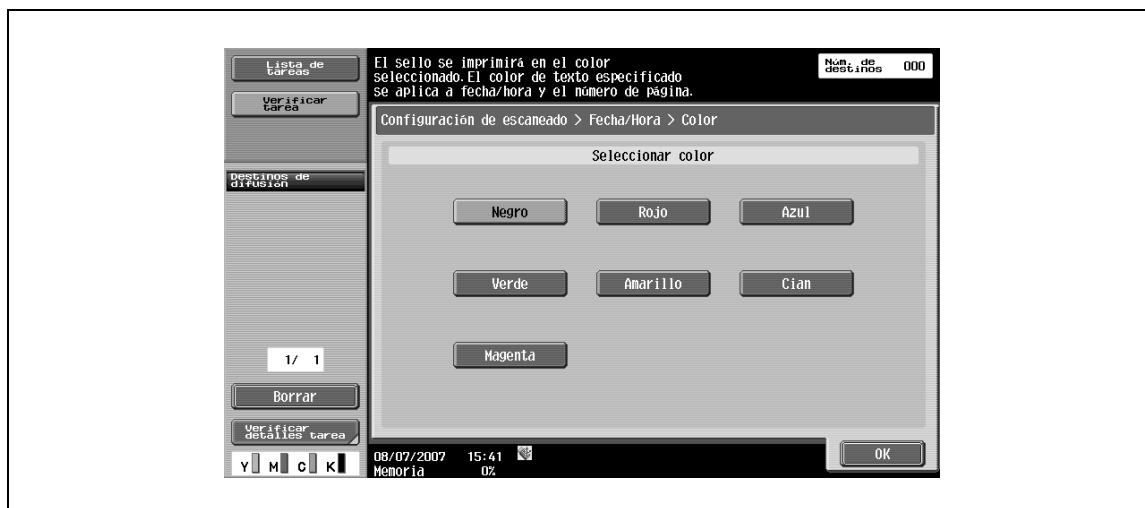 Lista de
tareas
Verificar
tarea
Destinos de
difusión
1/ 1
Borrar
Verificar
detalles tarea
Y M C K
El sello se imprimirá en el color
seleccionado.El color de texto especificado
se aplica a fecha/hora y el número de página.
Núm. de
destinos 000
Configuración de escaneado > Fecha/Hora > Color
Seleccionar color
Negro Rojo Azul
Verde Amarillo Cian
Magenta
OK
08/07/2007 15:41
Memoria 0%